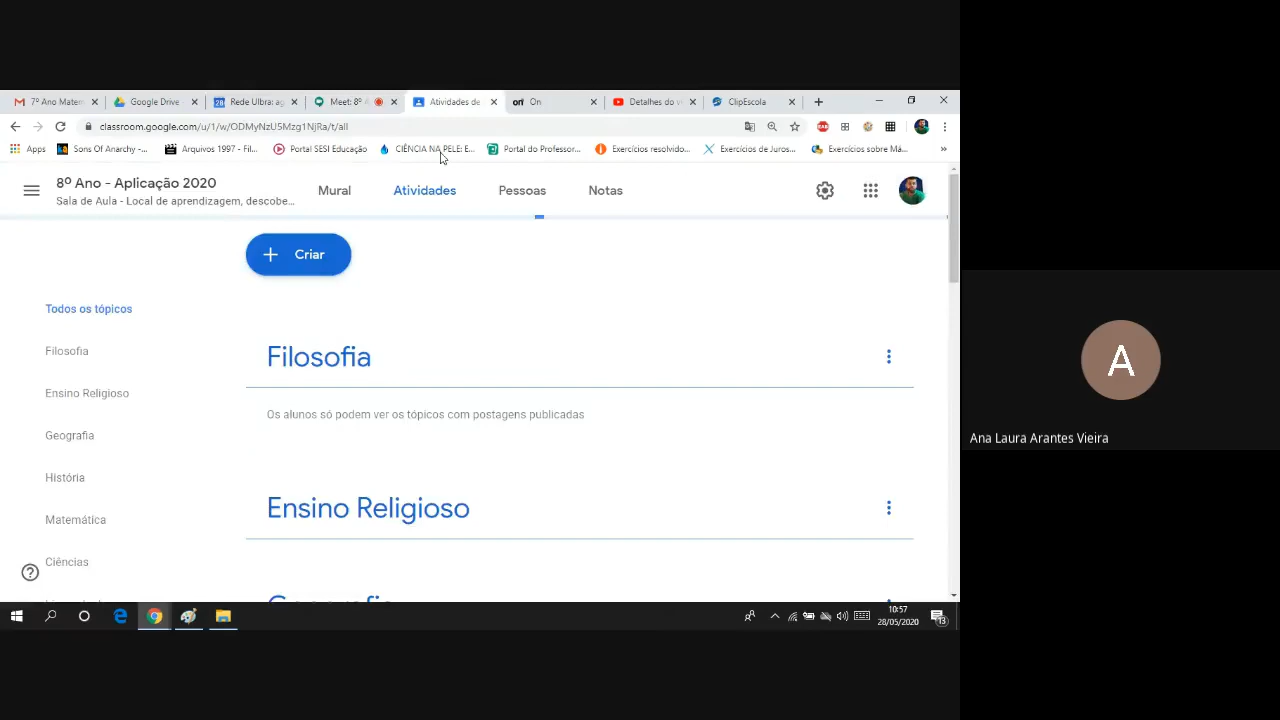 7º Ano Matem
Google Drive
Rede Ulbra: ag
Meet: 8º A
Atividades de
on On
Detalhes do v
ClipEscola
classroom.google.com/u/1/w/ODMyNzU5Mzg1NjRa/t/all
Apps
Sons Of Anarchy -...
Arquivos 1997 - Fil...
Portal SESI Educação
CIÊNCIA NA PELE: E...
Portal do Professor...
Exercícios resolvido...
Exercícios de Juros...
Exercícios sobre Má...
8º Ano - Aplicação 2020
Sala de Aula - Local de aprendizagem, descobe...
Mural
Atividades
Pessoas
Notas
Criar
Todos os tópicos
Filosofia
Ensino Religioso
Geografia
História
Matemática
Ciências
Filosofia
Os alunos só podem ver os tópicos com postagens publicadas
Ensino Religioso
Geografia
10:57
28/05/2020
13
A
Ana Laura Arantes Vieira